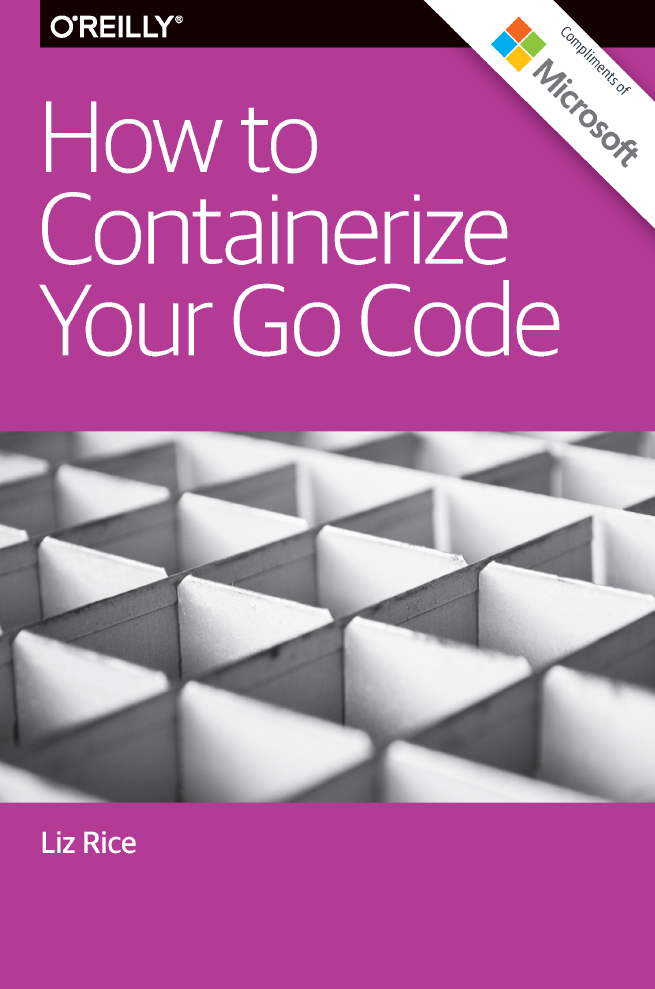 O'REILLY®
Compliments of
Microsoft
How to
Containerize
Your Go Code
Liz Rice